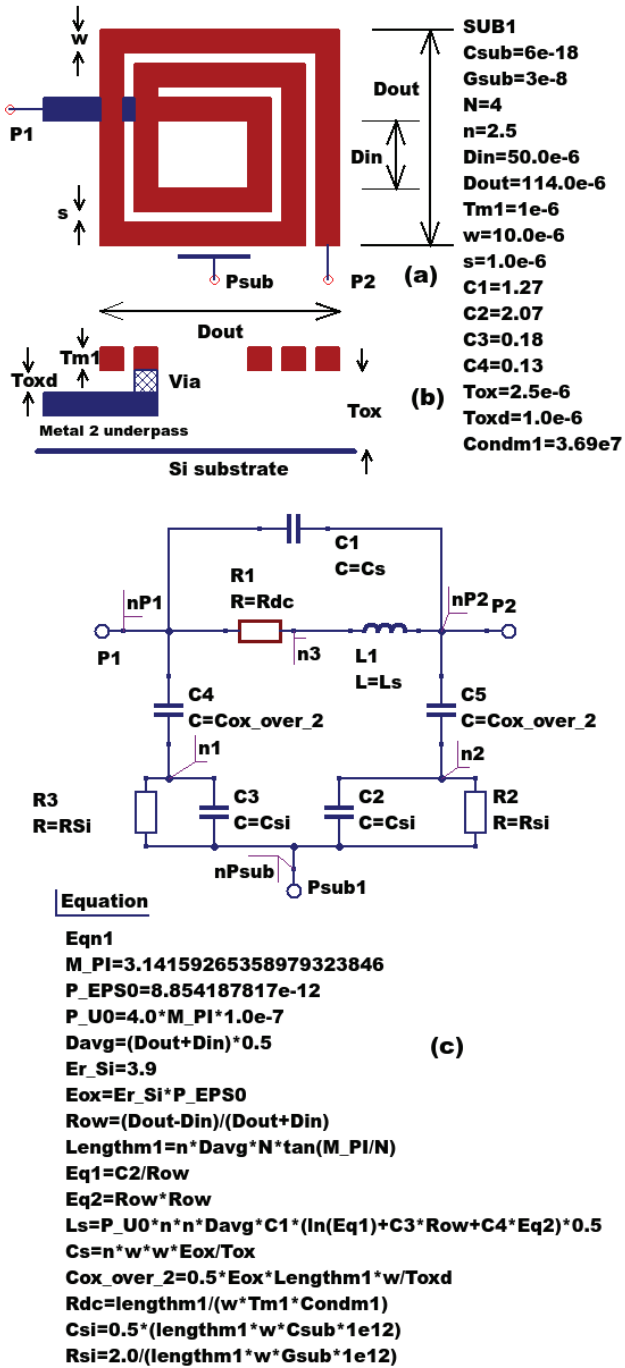 w
P1
s
Dout
Din
Psub
P2
(a)
Dout
Tm1
Toxd
Via
Tox
(b)
Metal 2 underpass
Si substrate
SUB1
Csub=6e-18
Gsub=3e-8
N=4
n=2.5
Din=50.0e-6
Dout=114.0e-6
Tm1=1e-6
w=10.0e-6
s=1.0e-6
C1=1.27
C2=2.07
C3=0.18
C4=0.13
Tox=2.5e-6
Toxd=1.0e-6
Condm1=3.69e7
C1
C=Cs
nP1
R1
R=Rdc
nP2
P2
P1
n3
L1
L=Ls
C4
C=Cox_over_2
C5
C=Cox_over_2
n1
n2
R3
R=RSi
C3
C=Csi
C2
C=Csi
R2
R=Rsi
nPsub
Psub1
Equation
Eqn1
M_PI=3.14159265358979323846
P_EPS0=8.854187817e-12
P_U0=4.0*M_PI*1.0e-7
Davg=(Dout+Din)*0.5
(c)
Er_Si=3.9
Eox=Er_Si*P_EPS0
Row=(Dout-Din)/(Dout+Din)
Lengthm1=n*Davg*N*tan(M_PI/N)
Eq1=C2/Row
Eq2=Row*Row
Ls=P_U0*n*n*Davg*C1*(ln(Eq1)+C3*Row+C4*Eq2)*0.5
Cs=n*w*w*Eox/Tox
Cox_over_2=0.5*Eox*Lengthm1*w/Toxd
Rdc=lengthm1/(w*Tm1*Condm1)
Csi=0.5*(lengthm1*w*Csub*1e12)
Rsi=2.0/(lengthm1*w*Gsub*1e12)